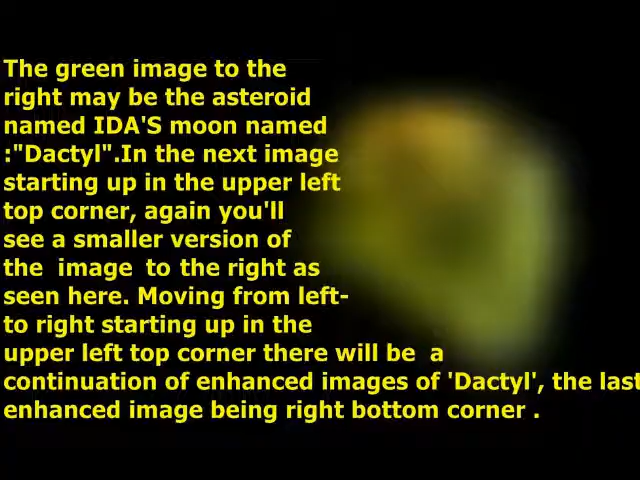 The green image to the
right may be the asteroid
named IDA'S moon named
:"Dactyl".In the next image
starting up in the upper left
top corner, again you'll
see a smaller version of
the  image  to the right as
seen here. Moving from left-
to right starting up in the
upper left top corner there will be  a
continuation of enhanced images of 'Dactyl', the last
enhanced image being right bottom corner .